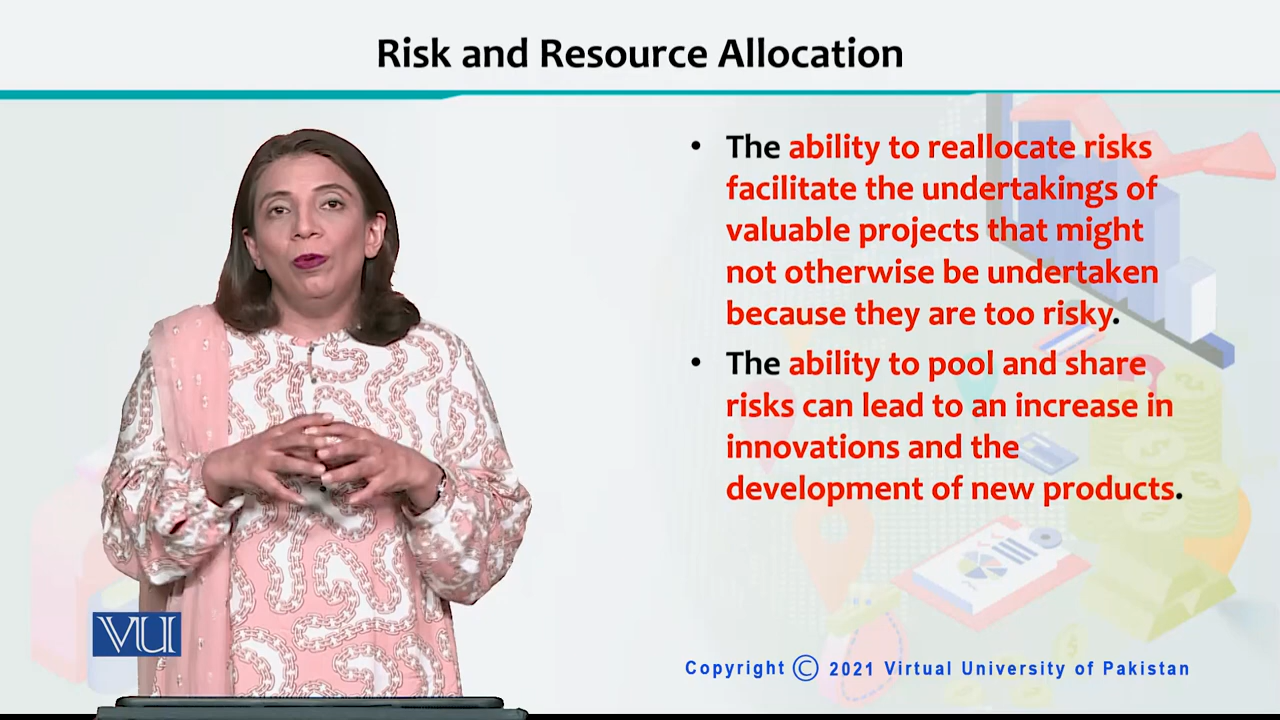 Risk and Resource Allocation
• The ability to reallocate risks
facilitate the undertakings of
valuable projects that might
not otherwise be undertaken
because they are too risky.
• The ability to pool and share
risks can lead to an increase in
innovations and the
development of new products.
VU
Copyright © 2021 Virtual University of Pakistan